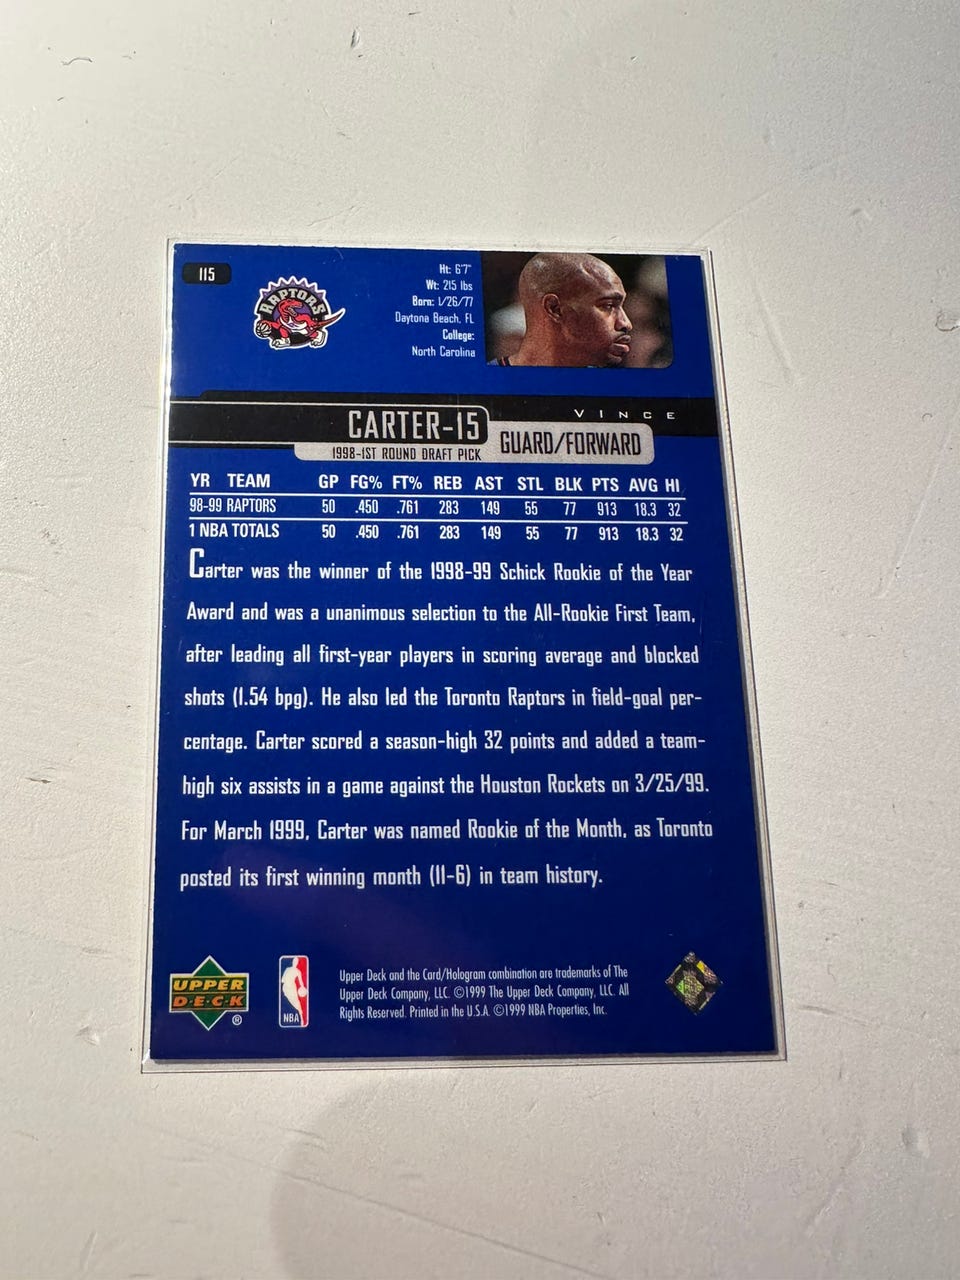 115
RAPTORS
Ht: 6'7"
Wt: 215 lbs
Born: 1/26/77
Daytona Beach, FL
College:
North Carolina
VINCE
CARTER-15
GUARD/FORWARD
1998-1ST ROUND DRAFT PICK
YR TEAM GP FG% FT% REB AST STL BLK PTS AVG HI
98-99 RAPTORS 50 .450 .761 283 149 55 77 913 18.3 32
1 NBA TOTALS 50 .450 .761 283 149 55 77 913 18.3 32
Carter was the winner of the 1998-99 Schick Rookie of the Year
Award and was a unanimous selection to the All-Rookie First Team,
after leading all first-year players in scoring average and blocked
shots (1.54 bpg). He also led the Toronto Raptors in field-goal per-
centage. Carter scored a season-high 32 points and added a team-
high six assists in a game against the Houston Rockets on 3/25/99.
For March 1999, Carter was named Rookie of the Month, as Toronto
posted its first winning month (11-6) in team history.
UPPER
DECK
®
NBA
Upper Deck and the Card/Hologram combination are trademarks of The
Upper Deck Company, LLC. ©1999 The Upper Deck Company, LLC. All
Rights Reserved. Printed in the U.S.A. ©1999 NBA Properties, Inc.